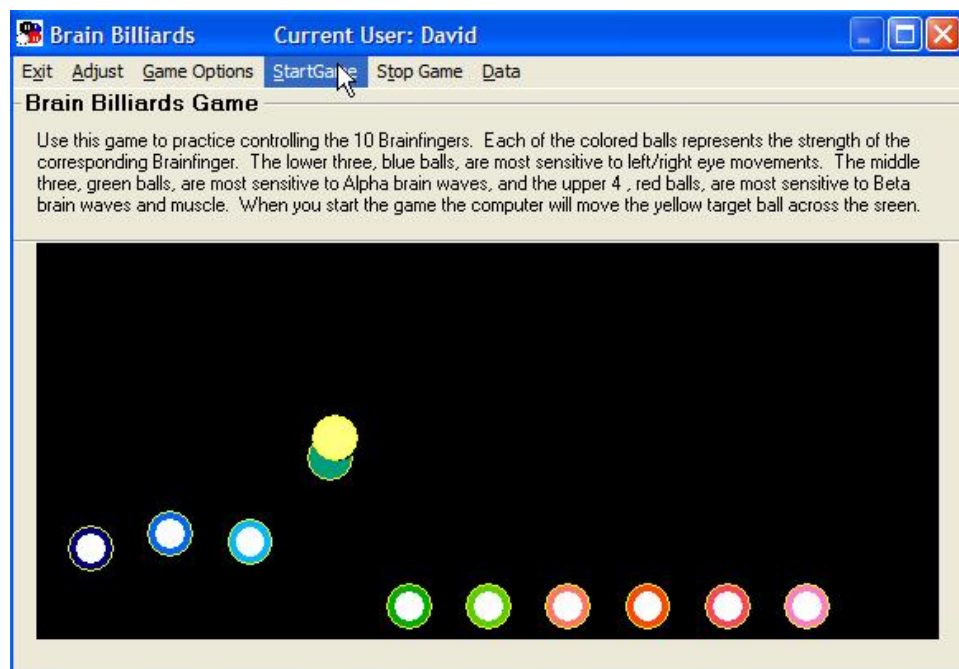 Brain Billiards Current User: David
Exit Adjust Game Options StartGame Stop Game Data
Brain Billiards Game
Use this game to practice controlling the 10 Brainfingers. Each of the colored balls represents the strength of the
corresponding Brainfinger. The lower three, blue balls, are most sensitive to left/right eye movements. The middle
three, green balls, are most sensitive to Alpha brain waves, and the upper 4 , red balls, are most sensitive to Beta
brain waves and muscle. When you start the game the computer will move the yellow target ball across the sreen.